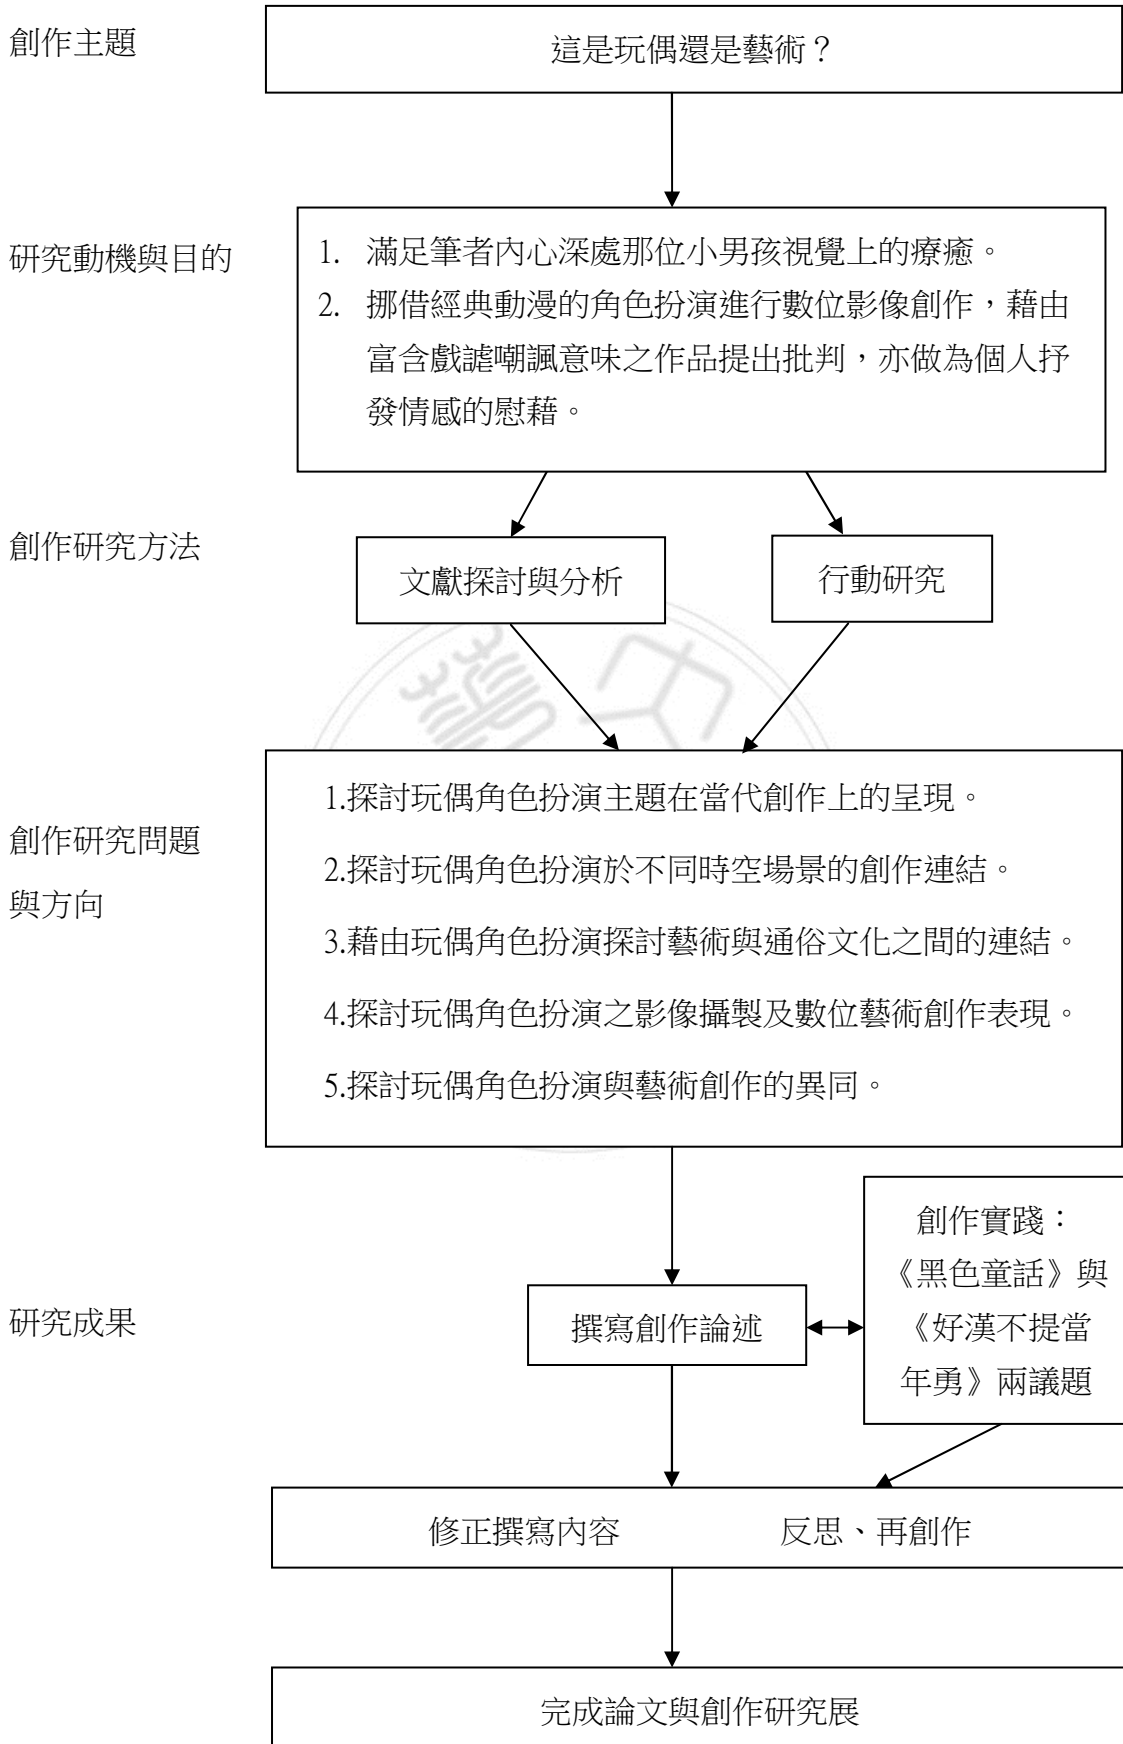 創作主題
這是玩偶還是藝術？
研究動機與目的
1. 滿足筆者內心深處那位小男孩視覺上的療癒。
2. 挪借經典動漫的角色扮演進行數位影像創作，藉由
富含戲謔嘲諷意味之作品提出批判，亦做為個人抒
發情感的慰藉。
創作研究方法
文獻探討與分析
行動研究
創作研究問題
與方向
1.探討玩偶角色扮演主題在當代創作上的呈現。
2.探討玩偶角色扮演於不同時空場景的創作連結。
3.藉由玩偶角色扮演探討藝術與通俗文化之間的連結。
4.探討玩偶角色扮演之影像攝製及數位藝術創作表現。
5.探討玩偶角色扮演與藝術創作的異同。
研究成果
撰寫創作論述
創作實踐：
《黑色童話》與
《好漢不提當
年勇》兩議題
修正撰寫內容 反思、再創作
完成論文與創作研究展